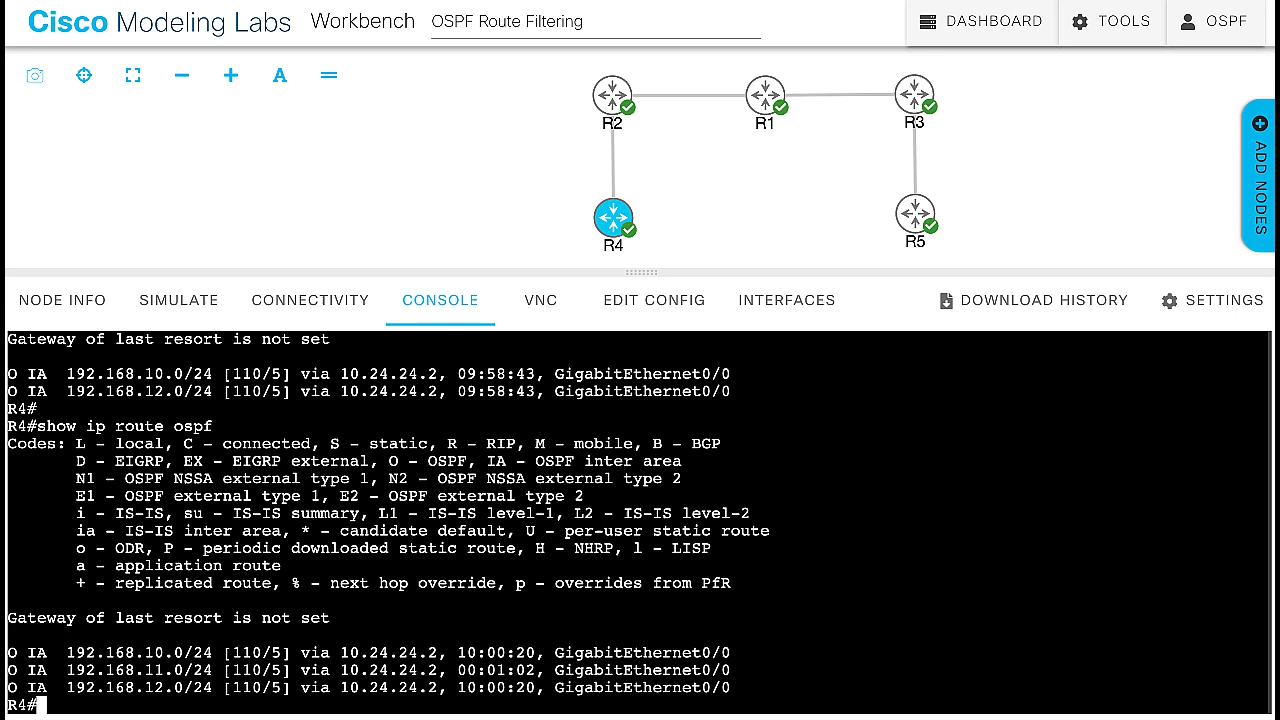 Cisco Modeling Labs Workbench OSPF Route Filtering DASHBOARD TOOLS OSPF
A
R2 R1 R3
R4 R5
ADD NODES
NODE INFO SIMULATE CONNECTIVITY CONSOLE VNC EDIT CONFIG INTERFACES DOWNLOAD HISTORY SETTINGS
Gateway of last resort is not set
O IA  192.168.10.0/24 [110/5] via 10.24.24.2, 09:58:43, GigabitEthernet0/0
O IA  192.168.12.0/24 [110/5] via 10.24.24.2, 09:58:43, GigabitEthernet0/0
R4#
R4#show ip route ospf
Codes: L - local, C - connected, S - static, R - RIP, M - mobile, B - BGP
       D - EIGRP, EX - EIGRP external, O - OSPF, IA - OSPF inter area
       N1 - OSPF NSSA external type 1, N2 - OSPF NSSA external type 2
       E1 - OSPF external type 1, E2 - OSPF external type 2
       i - IS-IS, su - IS-IS summary, L1 - IS-IS level-1, L2 - IS-IS level-2
       ia - IS-IS inter area, * - candidate default, U - per-user static route
       o - ODR, P - periodic downloaded static route, H - NHRP, l - LISP
       a - application route
       + - replicated route, % - next hop override, p - overrides from PfR
Gateway of last resort is not set
O IA  192.168.10.0/24 [110/5] via 10.24.24.2, 10:00:20, GigabitEthernet0/0
O IA  192.168.11.0/24 [110/5] via 10.24.24.2, 00:01:02, GigabitEthernet0/0
O IA  192.168.12.0/24 [110/5] via 10.24.24.2, 10:00:20, GigabitEthernet0/0
R4#